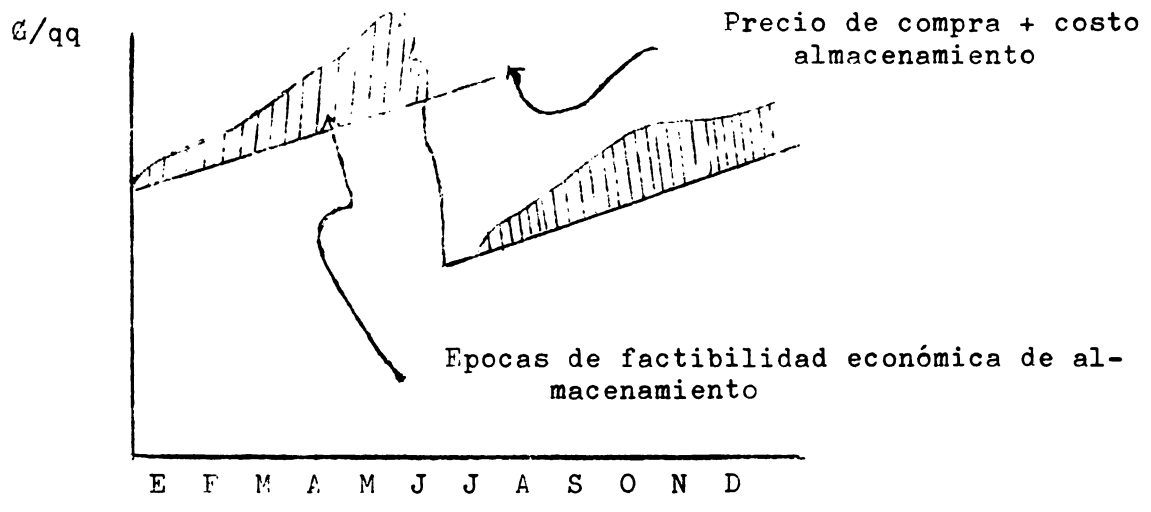 ₡/qq
Precio de compra + costo
almacenamiento
Epocas de factibilidad económica de al-
macenamiento
E F M A M J J A S O N D